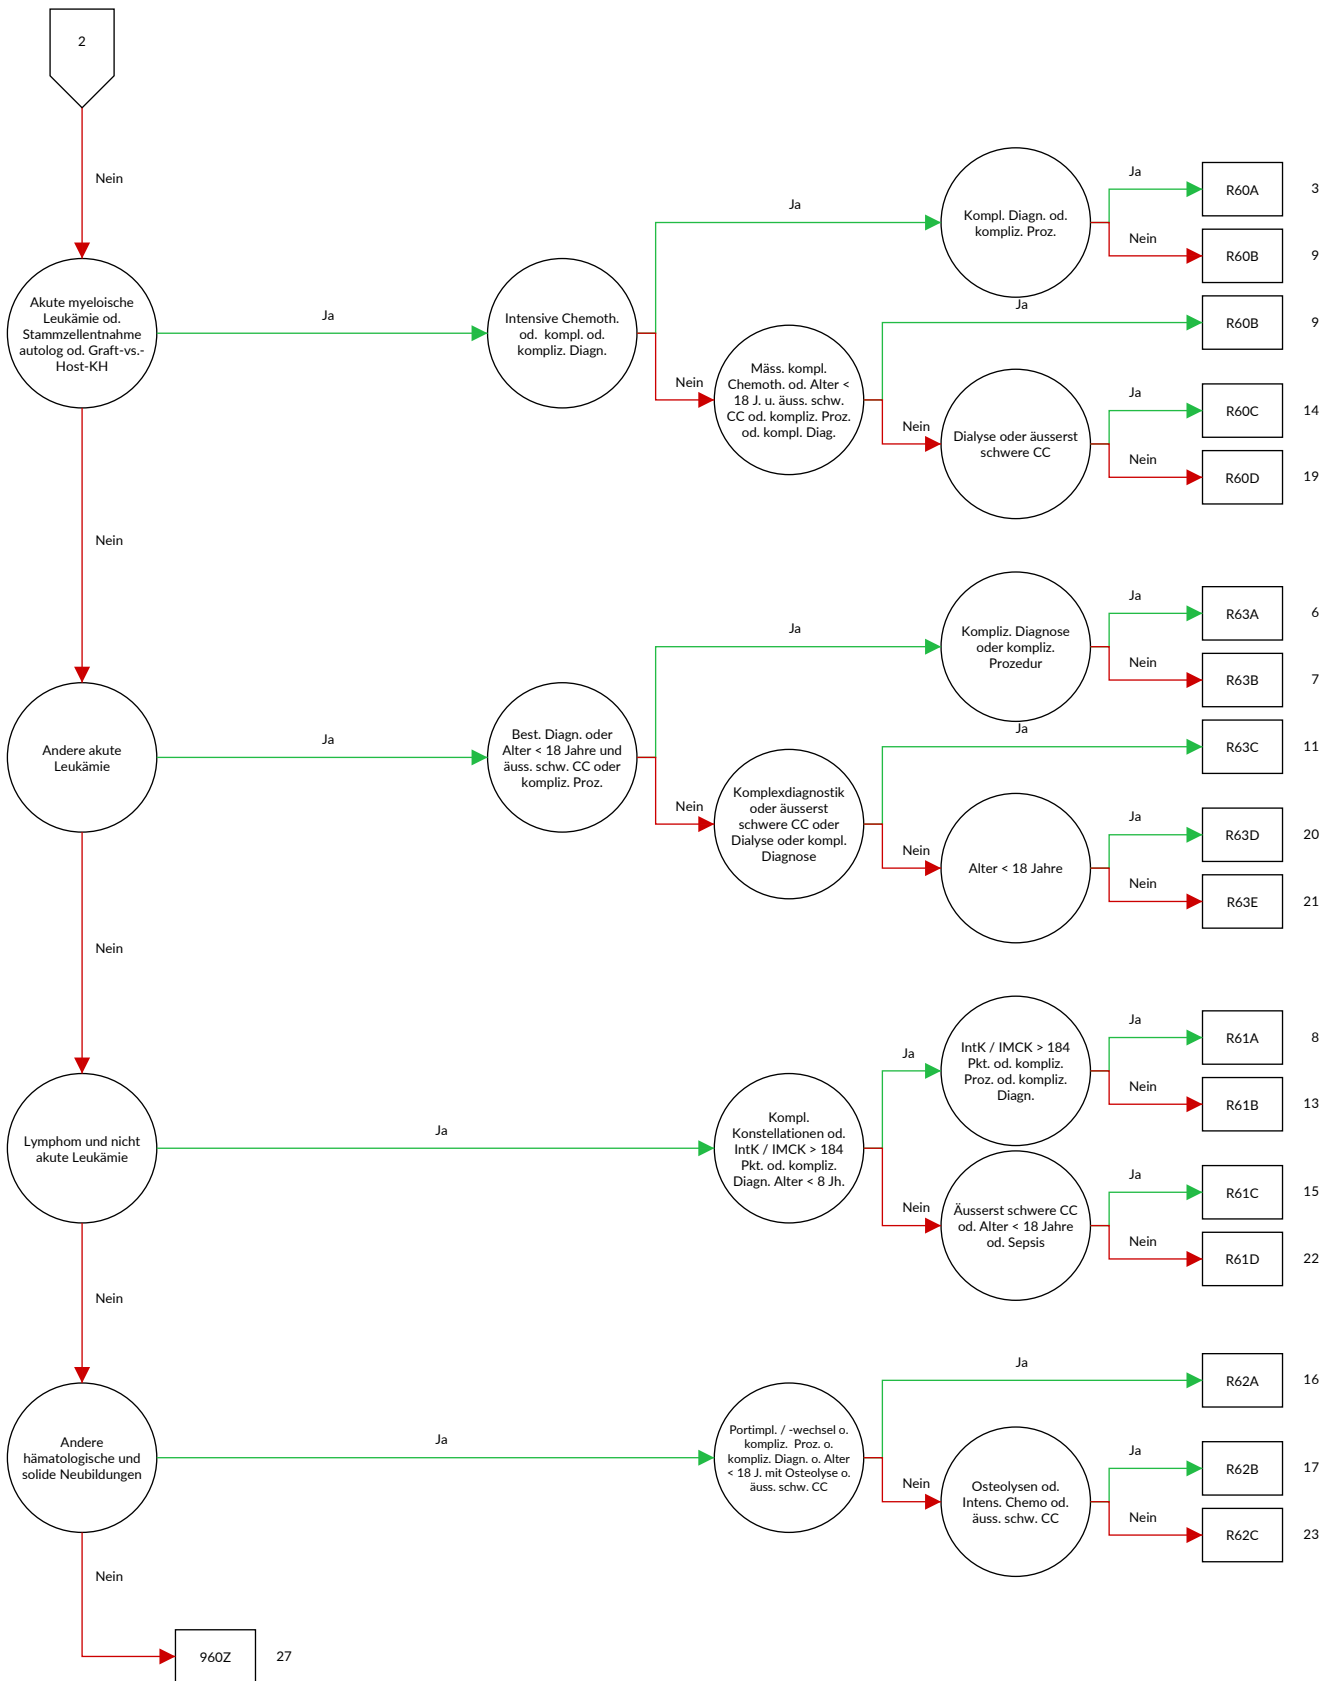 2
Nein
Akute myeloische
Leukämie od.
Stammzellentnahme
autolog od. Graft-vs.-
Host-KH
Ja
Intensive Chemoth.
od. kompl. od.
kompliz. Diagn.
Ja
Kompl. Diagn. od.
kompliz. Proz.
Ja
R60A
3
Nein
R60B
9
Nein
Mäss. kompl.
Chemoth. od. Alter <
18 J. u. äuss. schw.
CC od. kompliz. Proz.
od. kompl. Diag.
Ja
R60B
9
Nein
Dialyse oder äusserst
schwere CC
Ja
R60C
14
Nein
R60D
19
Nein
Andere akute
Leukämie
Ja
Best. Diagn. oder
Alter < 18 Jahre und
äuss. schw. CC oder
kompliz. Proz.
Ja
Kompliz. Diagnose
oder kompliz.
Prozedur
Ja
R63A
6
Nein
R63B
7
Nein
Komplexdiagnostik
oder äusserst
schwere CC oder
Dialyse oder kompl.
Diagnose
Ja
R63C
11
Nein
Alter < 18 Jahre
Ja
R63D
20
Nein
R63E
21
Nein
Lymphom und nicht
akute Leukämie
Ja
Kompl.
Konstellationen od.
IntK / IMCK > 184
Pkt. od. kompliz.
Diagn. Alter < 8 Jh.
Ja
IntK / IMCK > 184
Pkt. od. kompliz.
Proz. od. kompliz.
Diagn.
Ja
R61A
8
Nein
R61B
13
Nein
Äusserst schwere CC
od. Alter < 18 Jahre
od. Sepsis
Ja
R61C
15
Nein
R61D
22
Nein
Andere
hämatologische und
solide Neubildungen
Ja
Portimpl. / -wechsel o.
kompliz. Proz. o.
kompliz. Diagn. o. Alter
< 18 J. mit Osteolyse o.
äuss. schw. CC
Ja
R62A
16
Nein
Osteolysen od.
Intens. Chemo od.
äuss. schw. CC
Ja
R62B
17
Nein
R62C
23
Nein
960Z
27